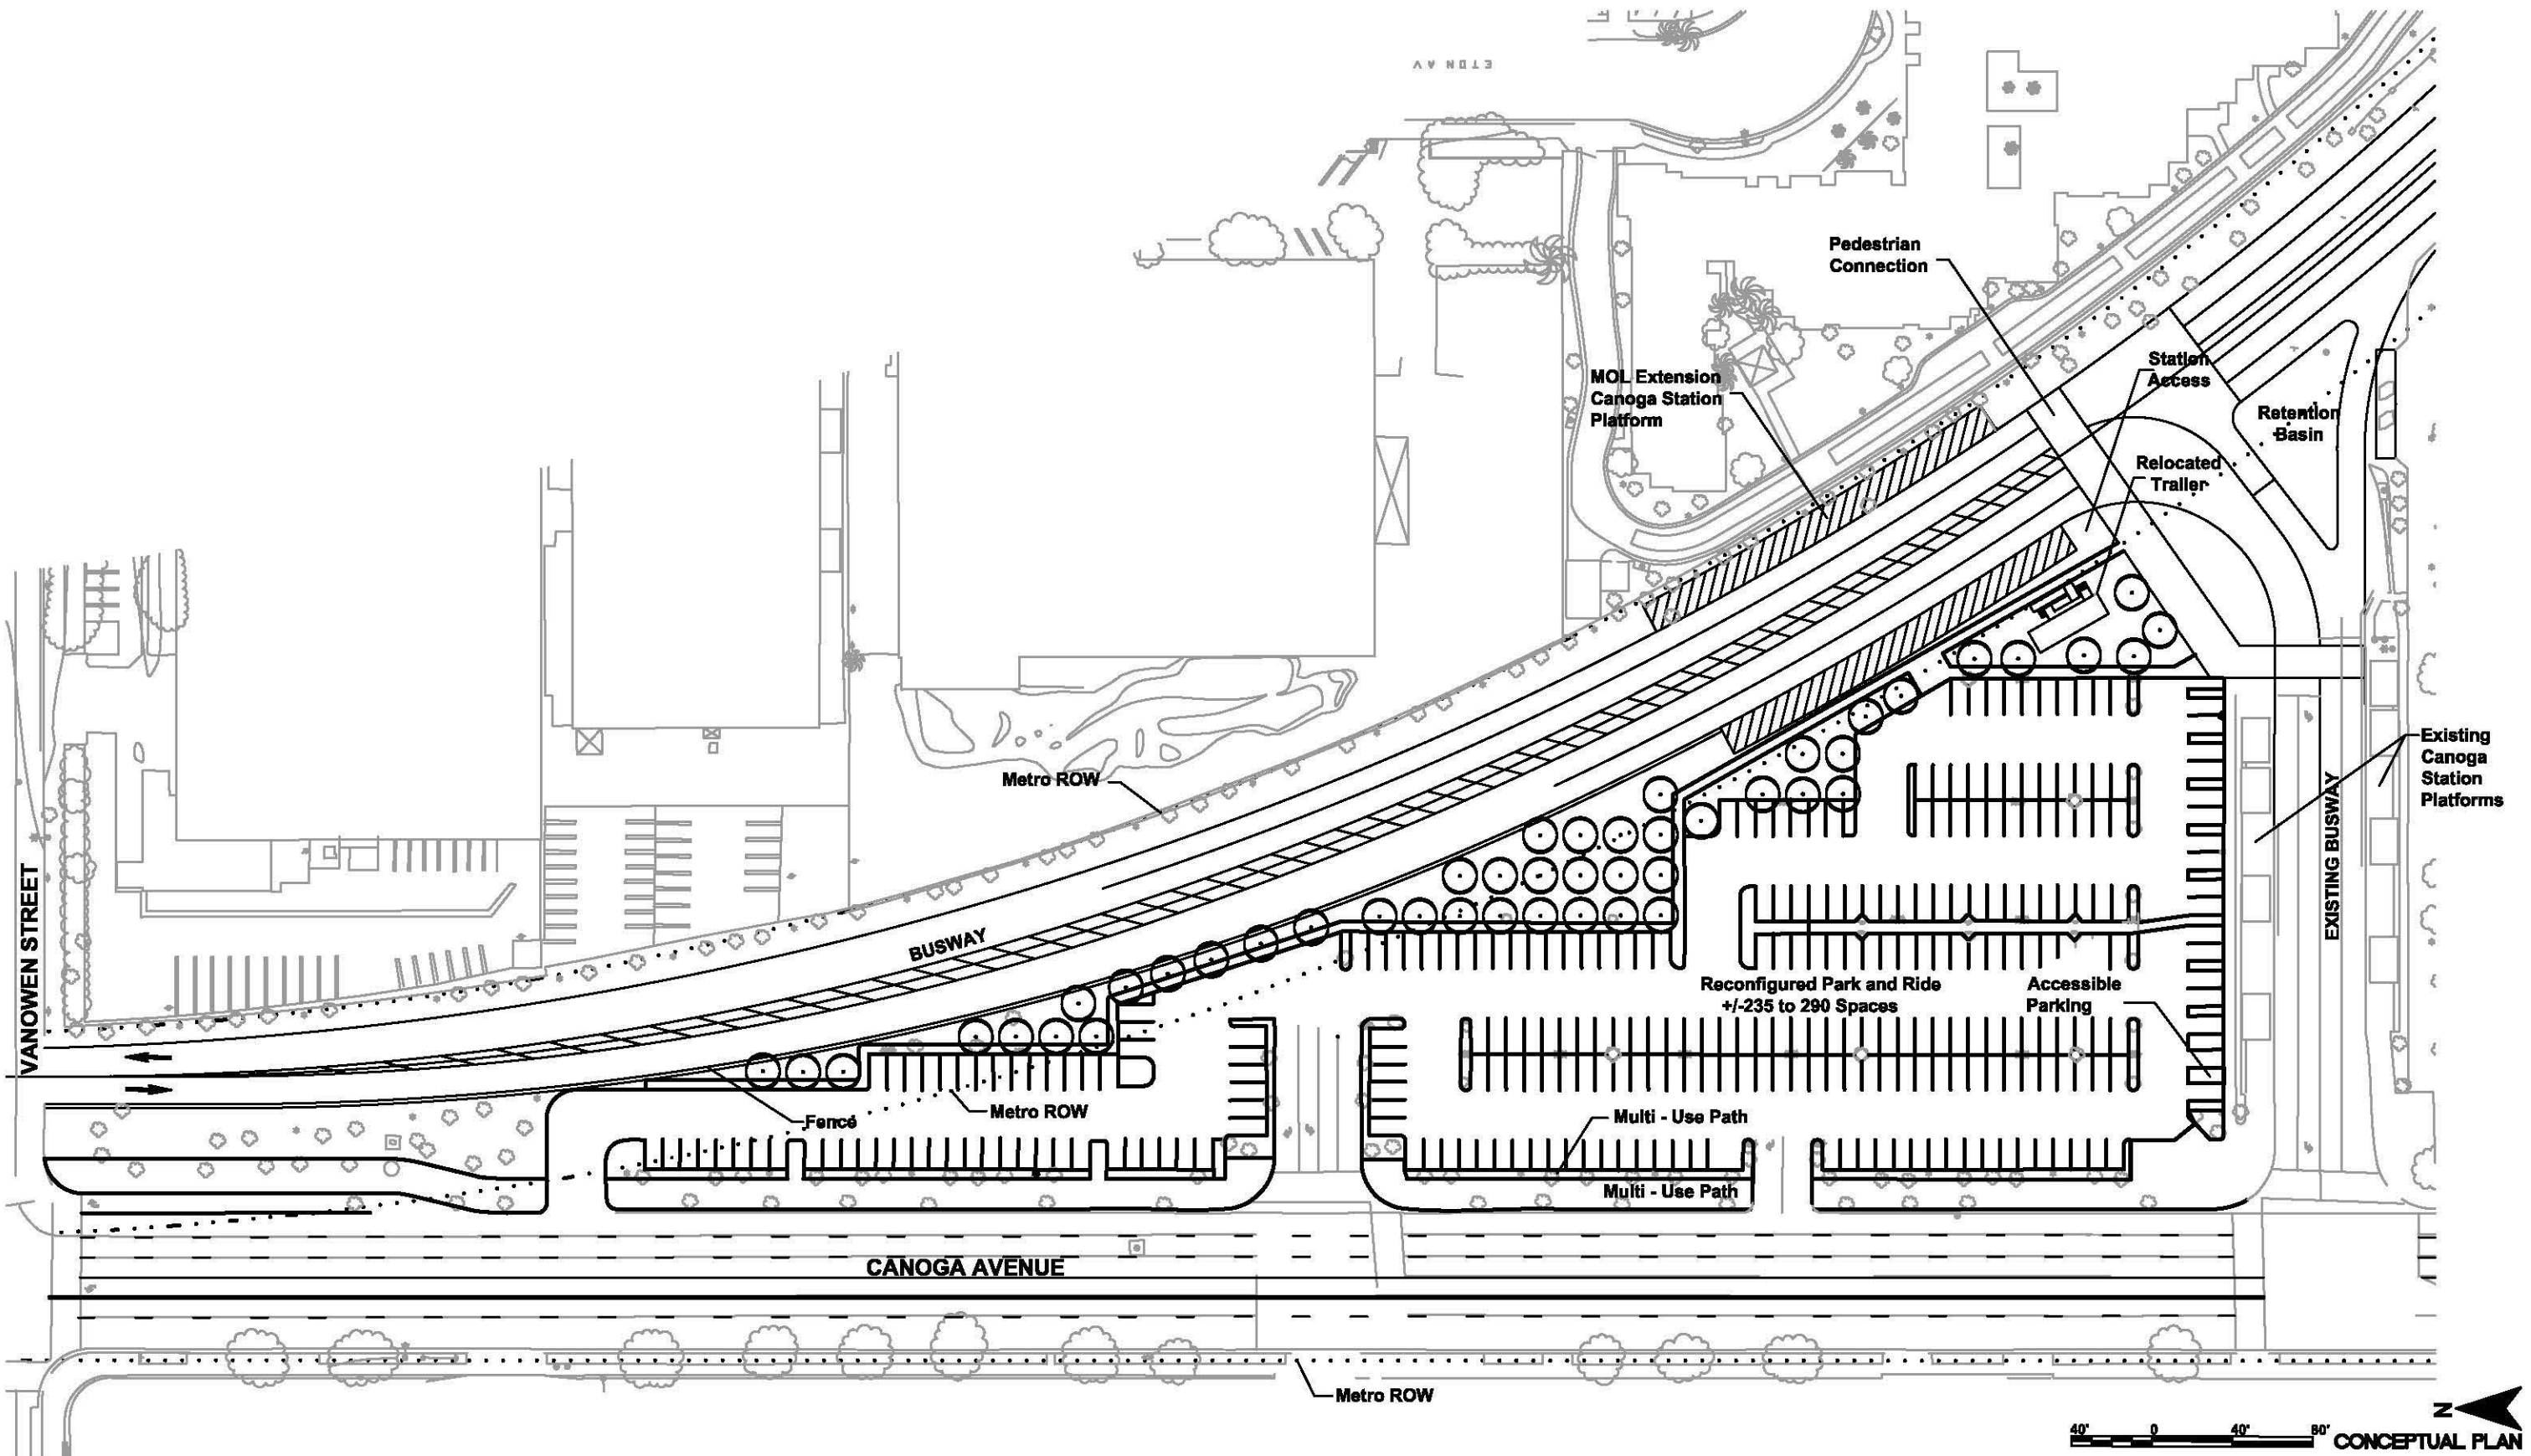 ETON AV
Pedestrian
Connection
MOL Extension
Canoga Station
Platform
Station
Access
Retention
Basin
Relocated
Trailer
Existing
Canoga
Station
Platforms
EXISTING BUSWAY
Metro ROW
VANOWEN STREET
BUSWAY
Reconfigured Park and Ride
+/-235 to 290 Spaces
Accessible
Parking
Fence
Metro ROW
Multi - Use Path
Multi - Use Path
CANOGA AVENUE
Metro ROW
N
40' 0 40' 80'
CONCEPTUAL PLAN